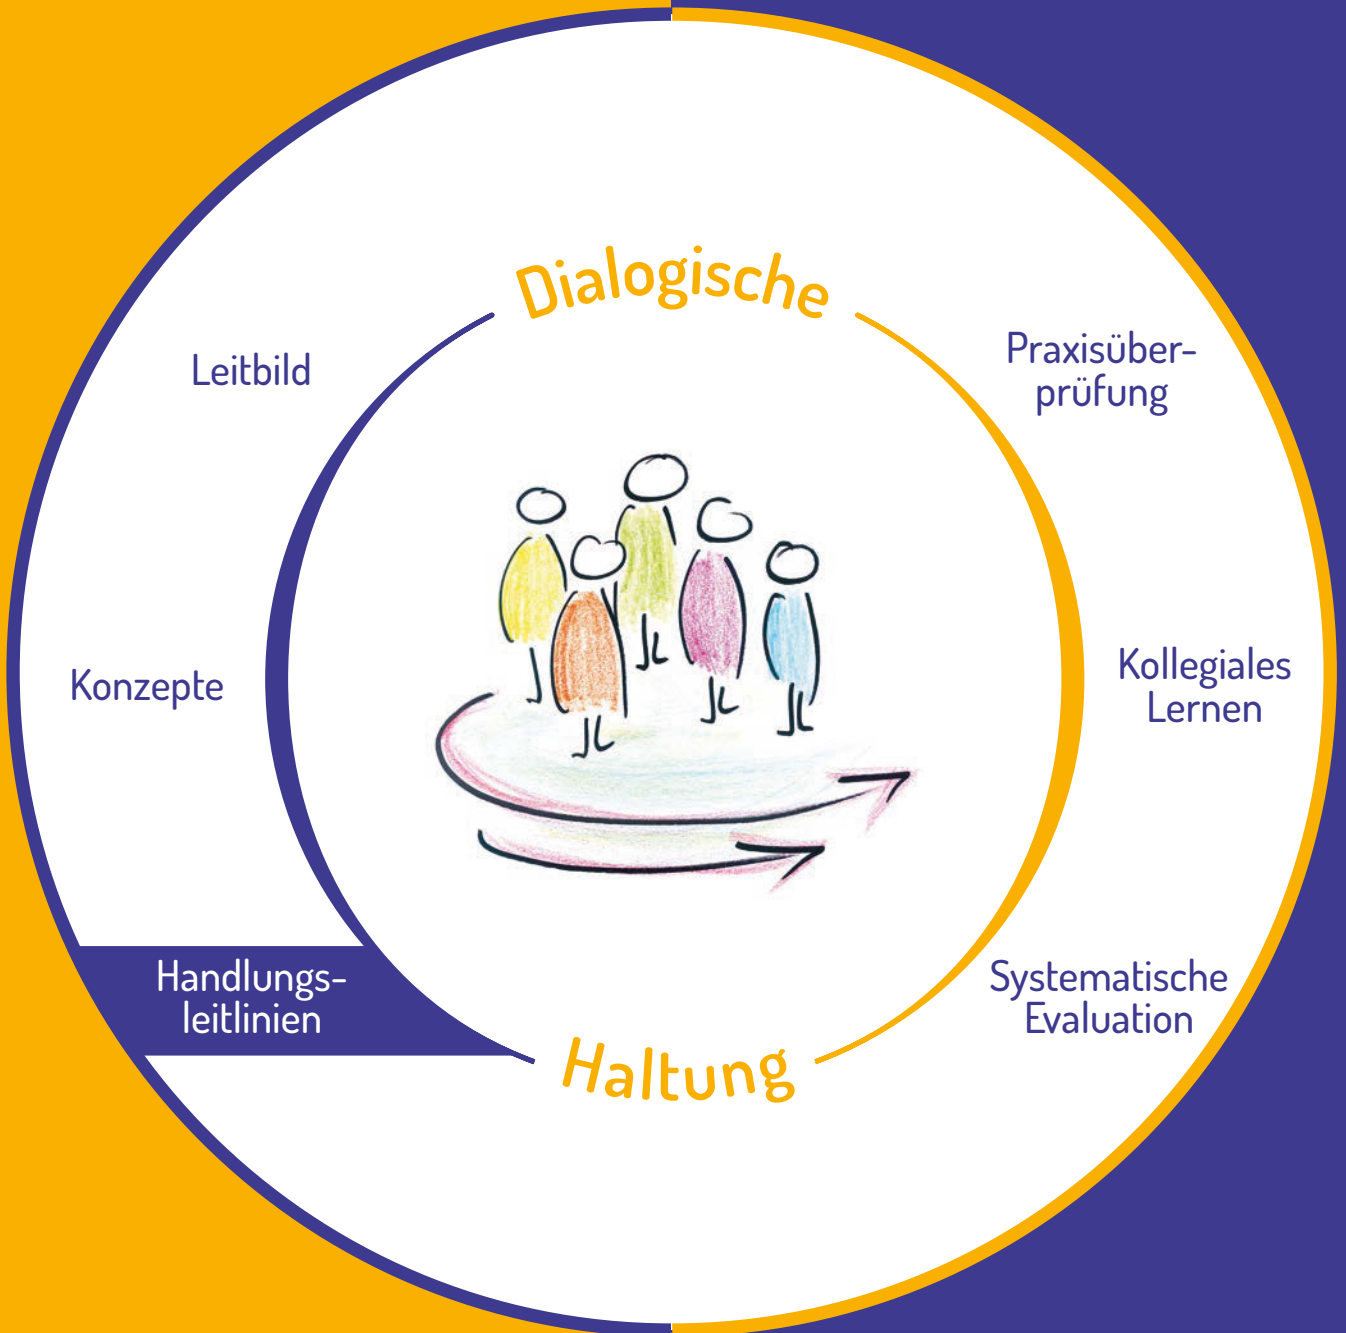 Dialogische
Leitbild
Praxisüber-
prüfung
Konzepte
Kollegiales
Lernen
Handlungs-
leitlinien
Systematische
Evaluation
Haltung